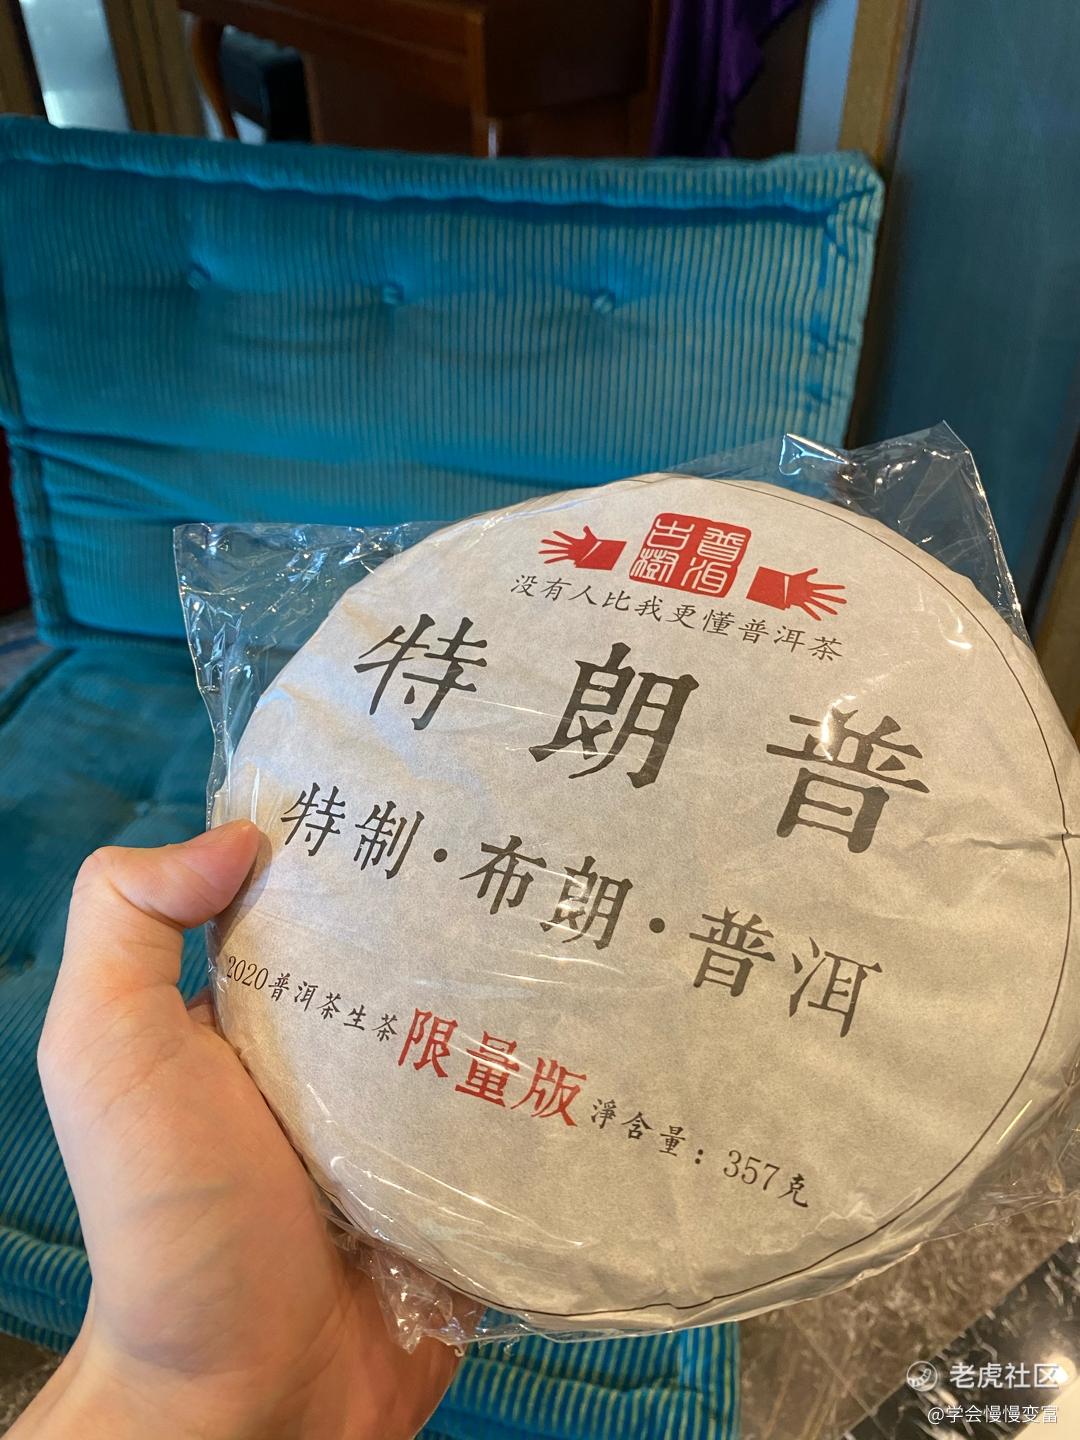 普洱
古樹
没有人比我更懂普洱茶
特朗普
特制·布朗·普洱
2020普洱茶生茶限量版淨含量：357克
老虎社区
@学会慢慢变富